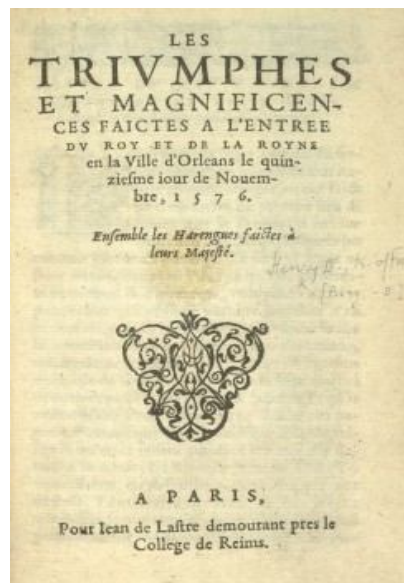 LES
TRIVMPHES
ET MAGNIFICEN-
CES FAICTES A L'ENTREE
DV ROY ET DE LA ROYNE
en la Ville d'Orleans le quin-
ziesme iour de Nouem-
bre, 1576.
Ensemble les Harengues faictes à
leurs Majesté.
A PARIS,
Pour Iean de Lastre demourant pres le
College de Reims.